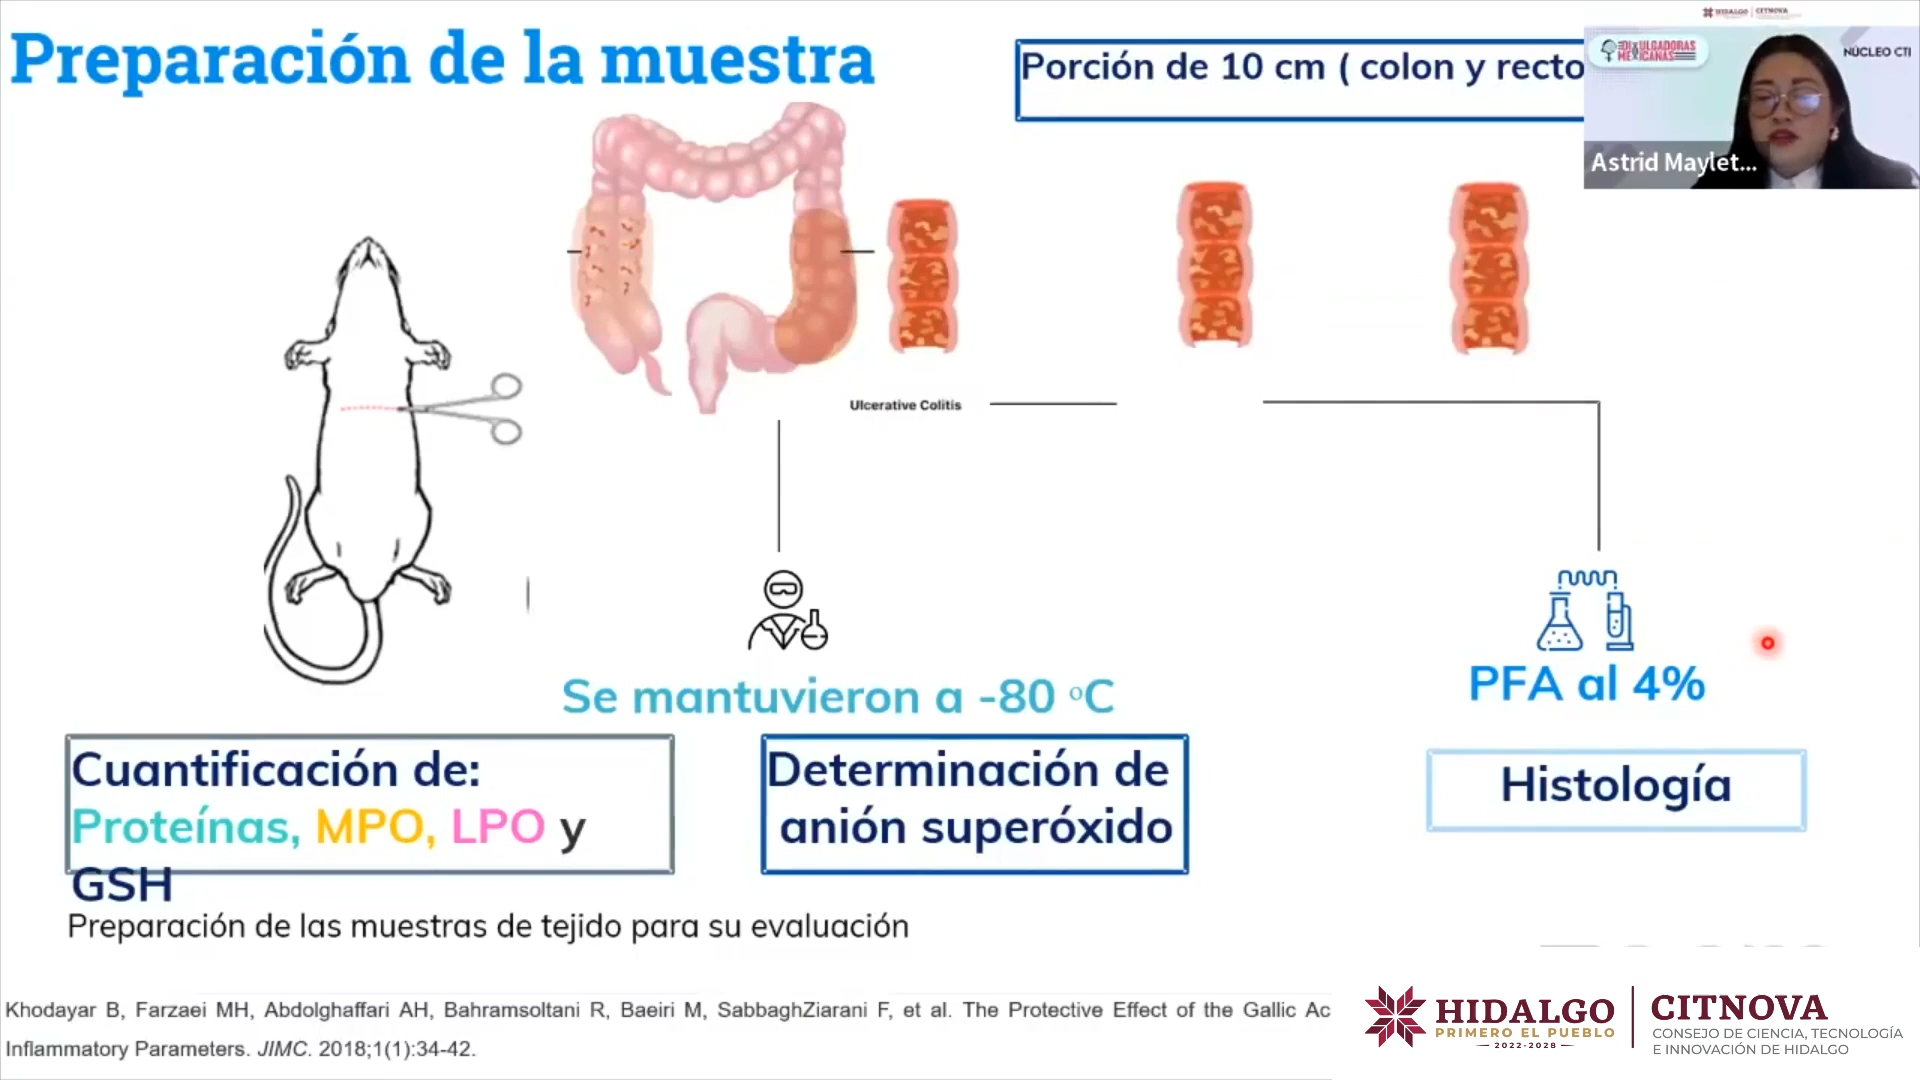 Preparación de la muestra
Porción de 10 cm ( colon y recto
HIDALGO | CITNOVA
DIVULGADORAS
MEXICANAS
NÚCLEO CTI
Astrid Maylet...
Ulcerative Colitis
Se mantuvieron a -80 °C
PFA al 4%
Cuantificación de:
Proteínas, MPO, LPO y
GSH
Determinación de
anión superóxido
Histología
Preparación de las muestras de tejido para su evaluación
Khodayar B, Farzaei MH, Abdolghaffari AH, Bahramsoltani R, Baeiri M, SabbaghZiarani F, et al. The Protective Effect of the Gallic Ac
Inflammatory Parameters. JIMC. 2018;1(1):34-42.
HIDALGO
PRIMERO EL PUEBLO
2022-2028
CITNOVA
CONSEJO DE CIENCIA, TECNOLOGÍA
E INNOVACIÓN DE HIDALGO